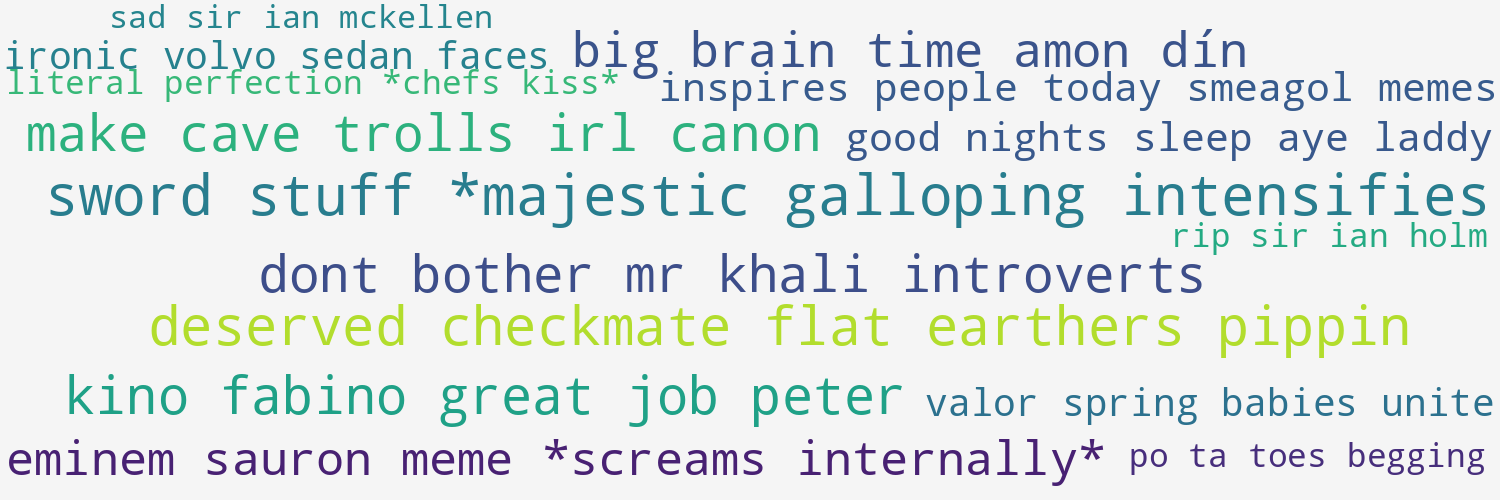 sad sir ian mckellen
ironic volvo sedan faces
big brain time amon dín
literal perfection *chefs kiss*
inspires people today smeagol memes
make cave trolls irl canon
good nights sleep aye laddy
sword stuff *majestic galloping intensifies
rip sir ian holm
dont bother mr khali introverts
deserved checkmate flat earthers pippin
kino fabino great job peter
valor spring babies unite
eminem sauron meme *screams internally*
po ta toes begging